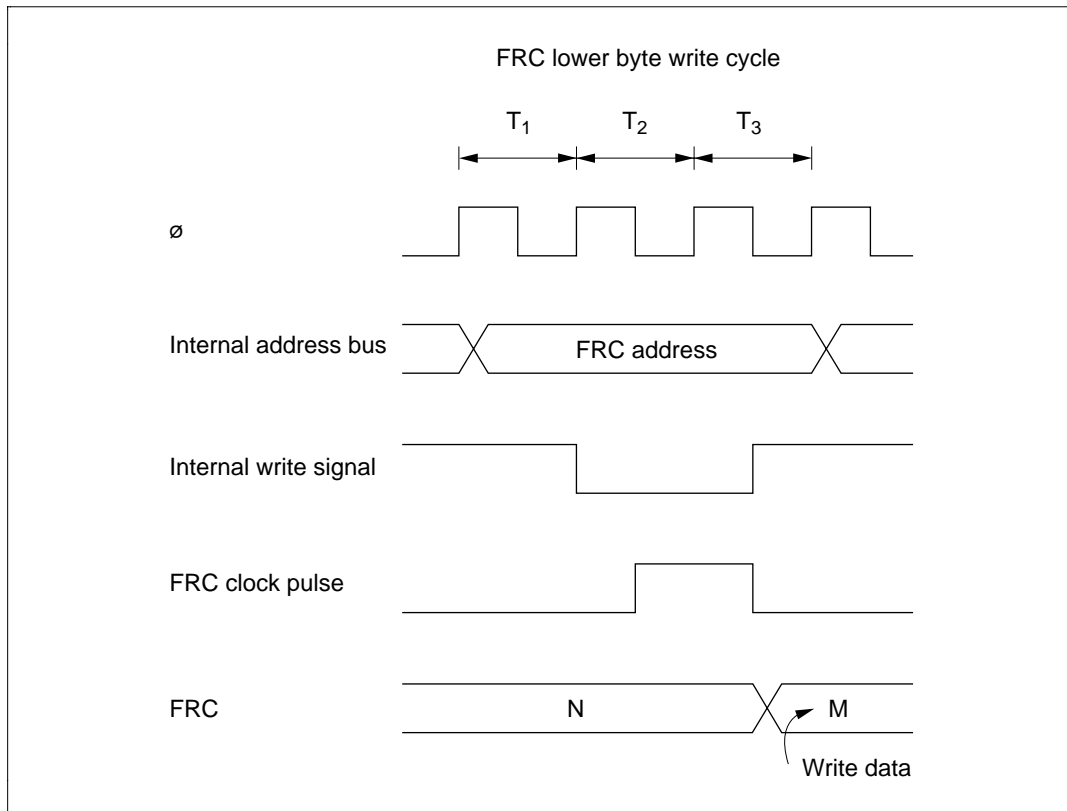 FRC lower byte write cycle
T1 T2 T3
ø
Internal address bus
FRC address
Internal write signal
FRC clock pulse
FRC
N
M
Write data